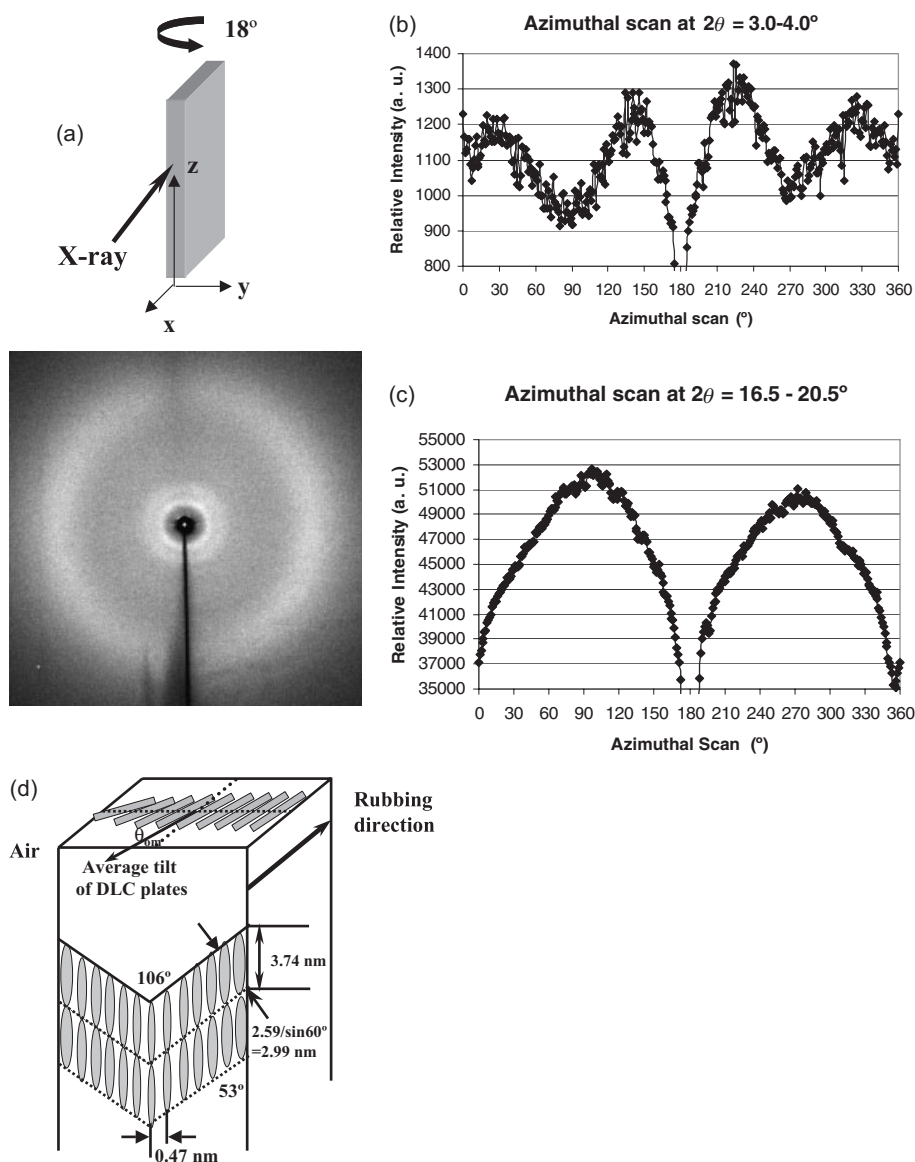 (a)
18°
z
X-ray
y
x
(b)
Azimuthal scan at 2θ = 3.0-4.0°
Relative Intensity (a. u.)
1400
1300
1200
1100
1000
900
800
0 30 60 90 120 150 180 210 240 270 300 330 360
Azimuthal scan (°)
(c)
Azimuthal scan at 2θ = 16.5 - 20.5°
Relative Intensity (a. u.)
55000
53000
51000
49000
47000
45000
43000
41000
39000
37000
35000
0 30 60 90 120 150 180 210 240 270 300 330 360
Azimuthal Scan (°)
(d)
Rubbing
direction
Air
θom
Average tilt
of DLC plates
3.74 nm
106°
2.59/sin60°
=2.99 nm
53°
0.47 nm